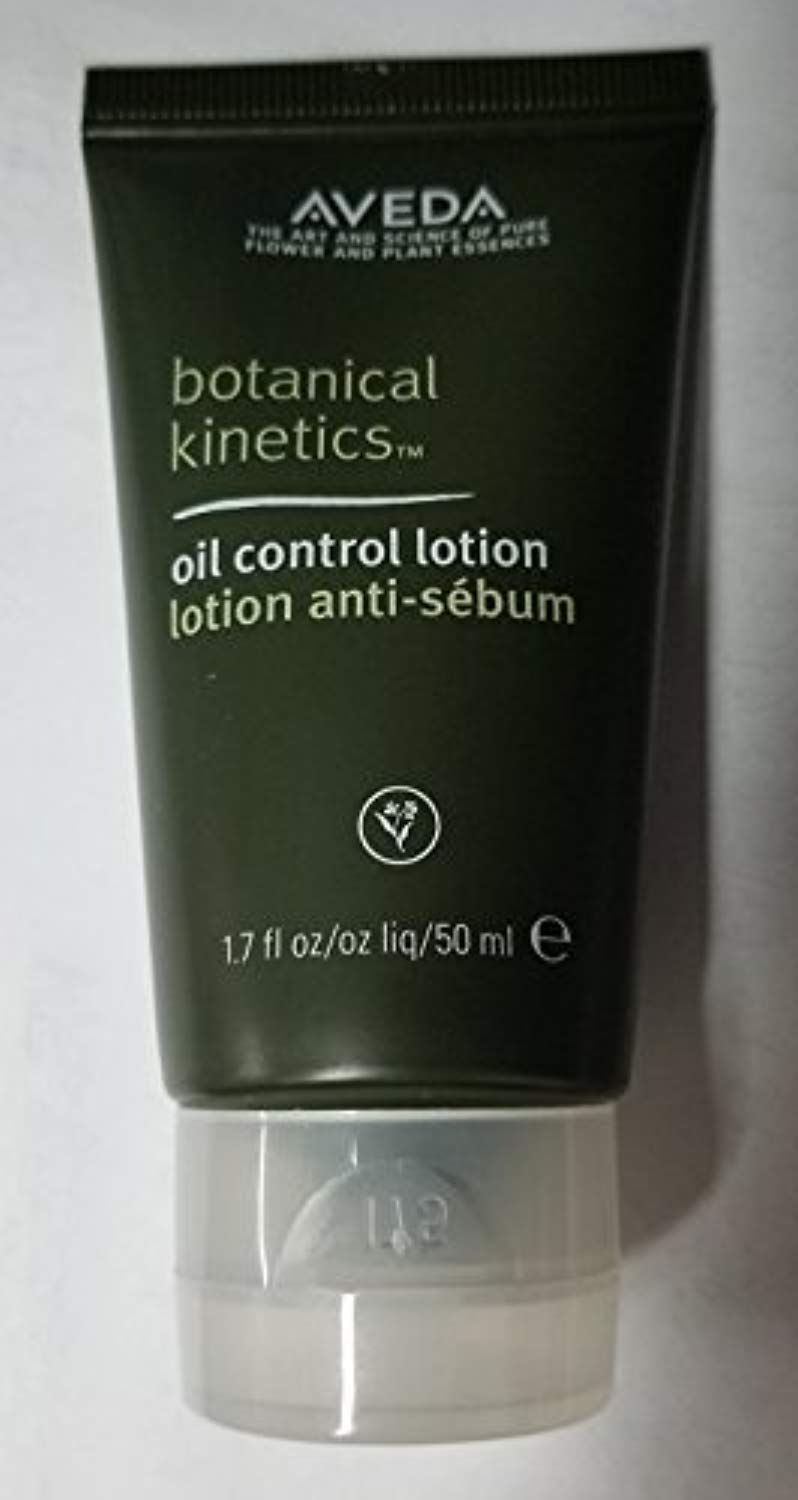 AVEDA
THE ART AND SCIENCE OF PURE
FLOWER AND PLANT ESSENCES
botanical
kinetics™
oil control lotion
lotion anti-sébum
1.7 fl oz/oz liq/50 ml ℮